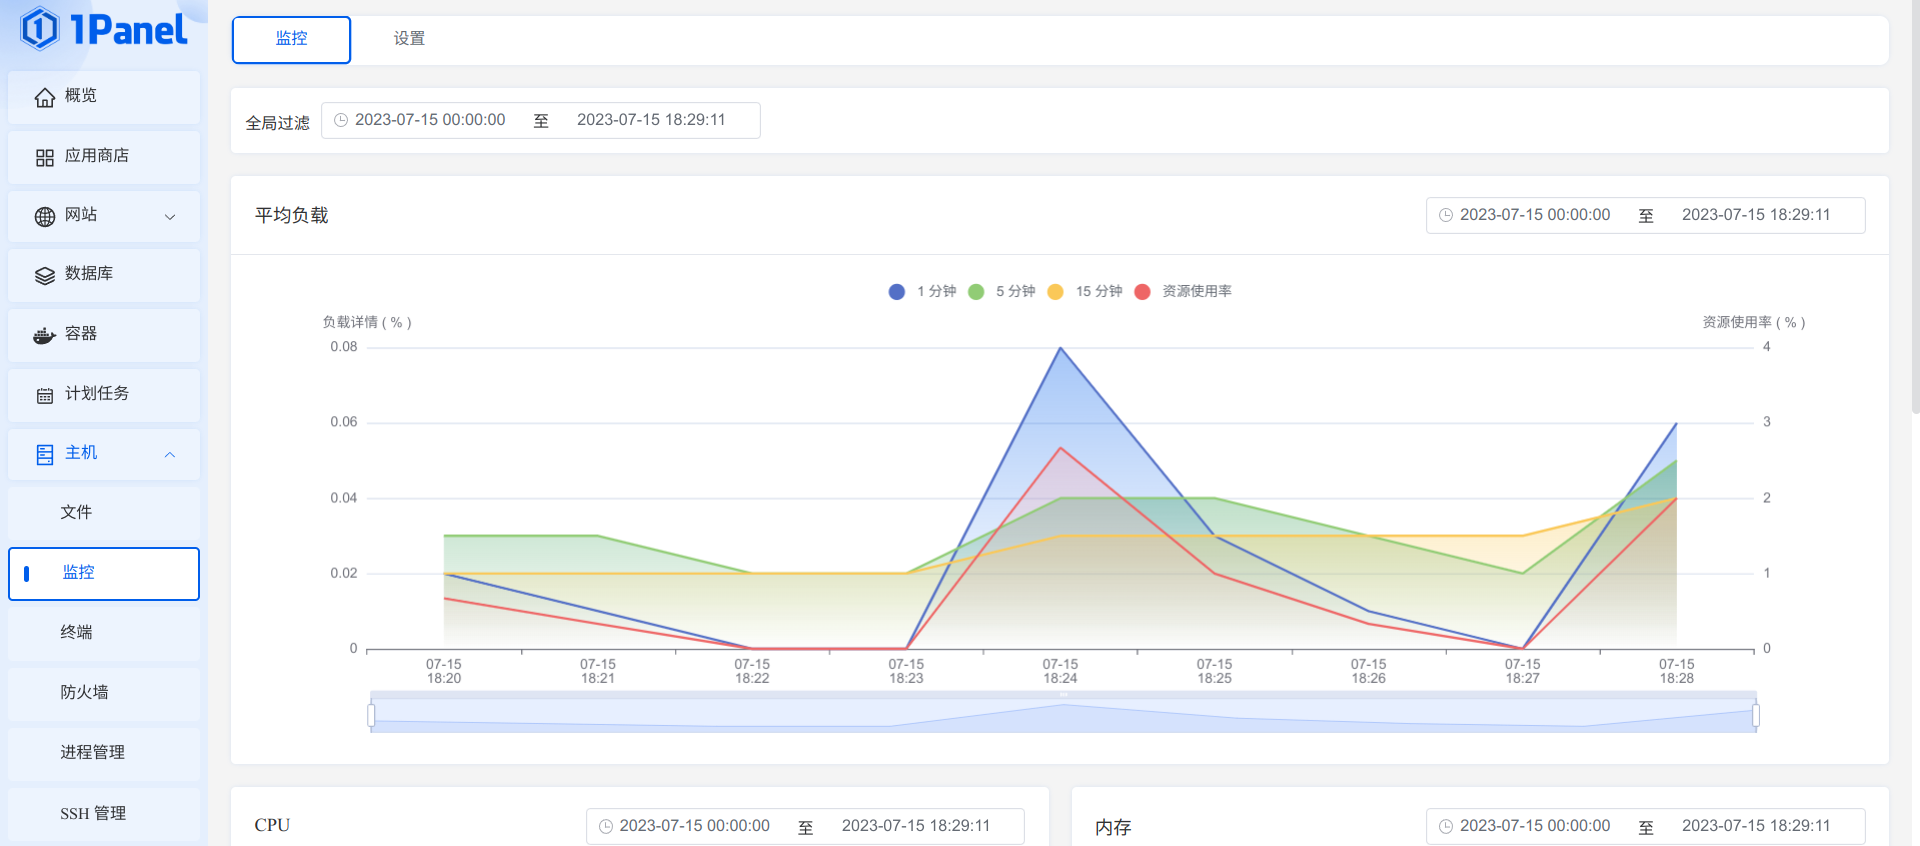 1Panel
概览
应用商店
网站
数据库
容器
计划任务
主机
文件
监控
终端
防火墙
进程管理
SSH 管理
监控
设置
全局过滤
2023-07-15 00:00:00 至 2023-07-15 18:29:11
平均负载
2023-07-15 00:00:00 至 2023-07-15 18:29:11
1 分钟 5 分钟 15 分钟 资源使用率
负载详情 ( % )
资源使用率 ( % )
0.08
0.06
0.04
0.02
0
4
3
2
1
0
07-15 07-15 07-15 07-15 07-15 07-15 07-15 07-15 07-15
18:20 18:21 18:22 18:23 18:24 18:25 18:26 18:27 18:28
CPU
2023-07-15 00:00:00 至 2023-07-15 18:29:11
内存
2023-07-15 00:00:00 至 2023-07-15 18:29:11